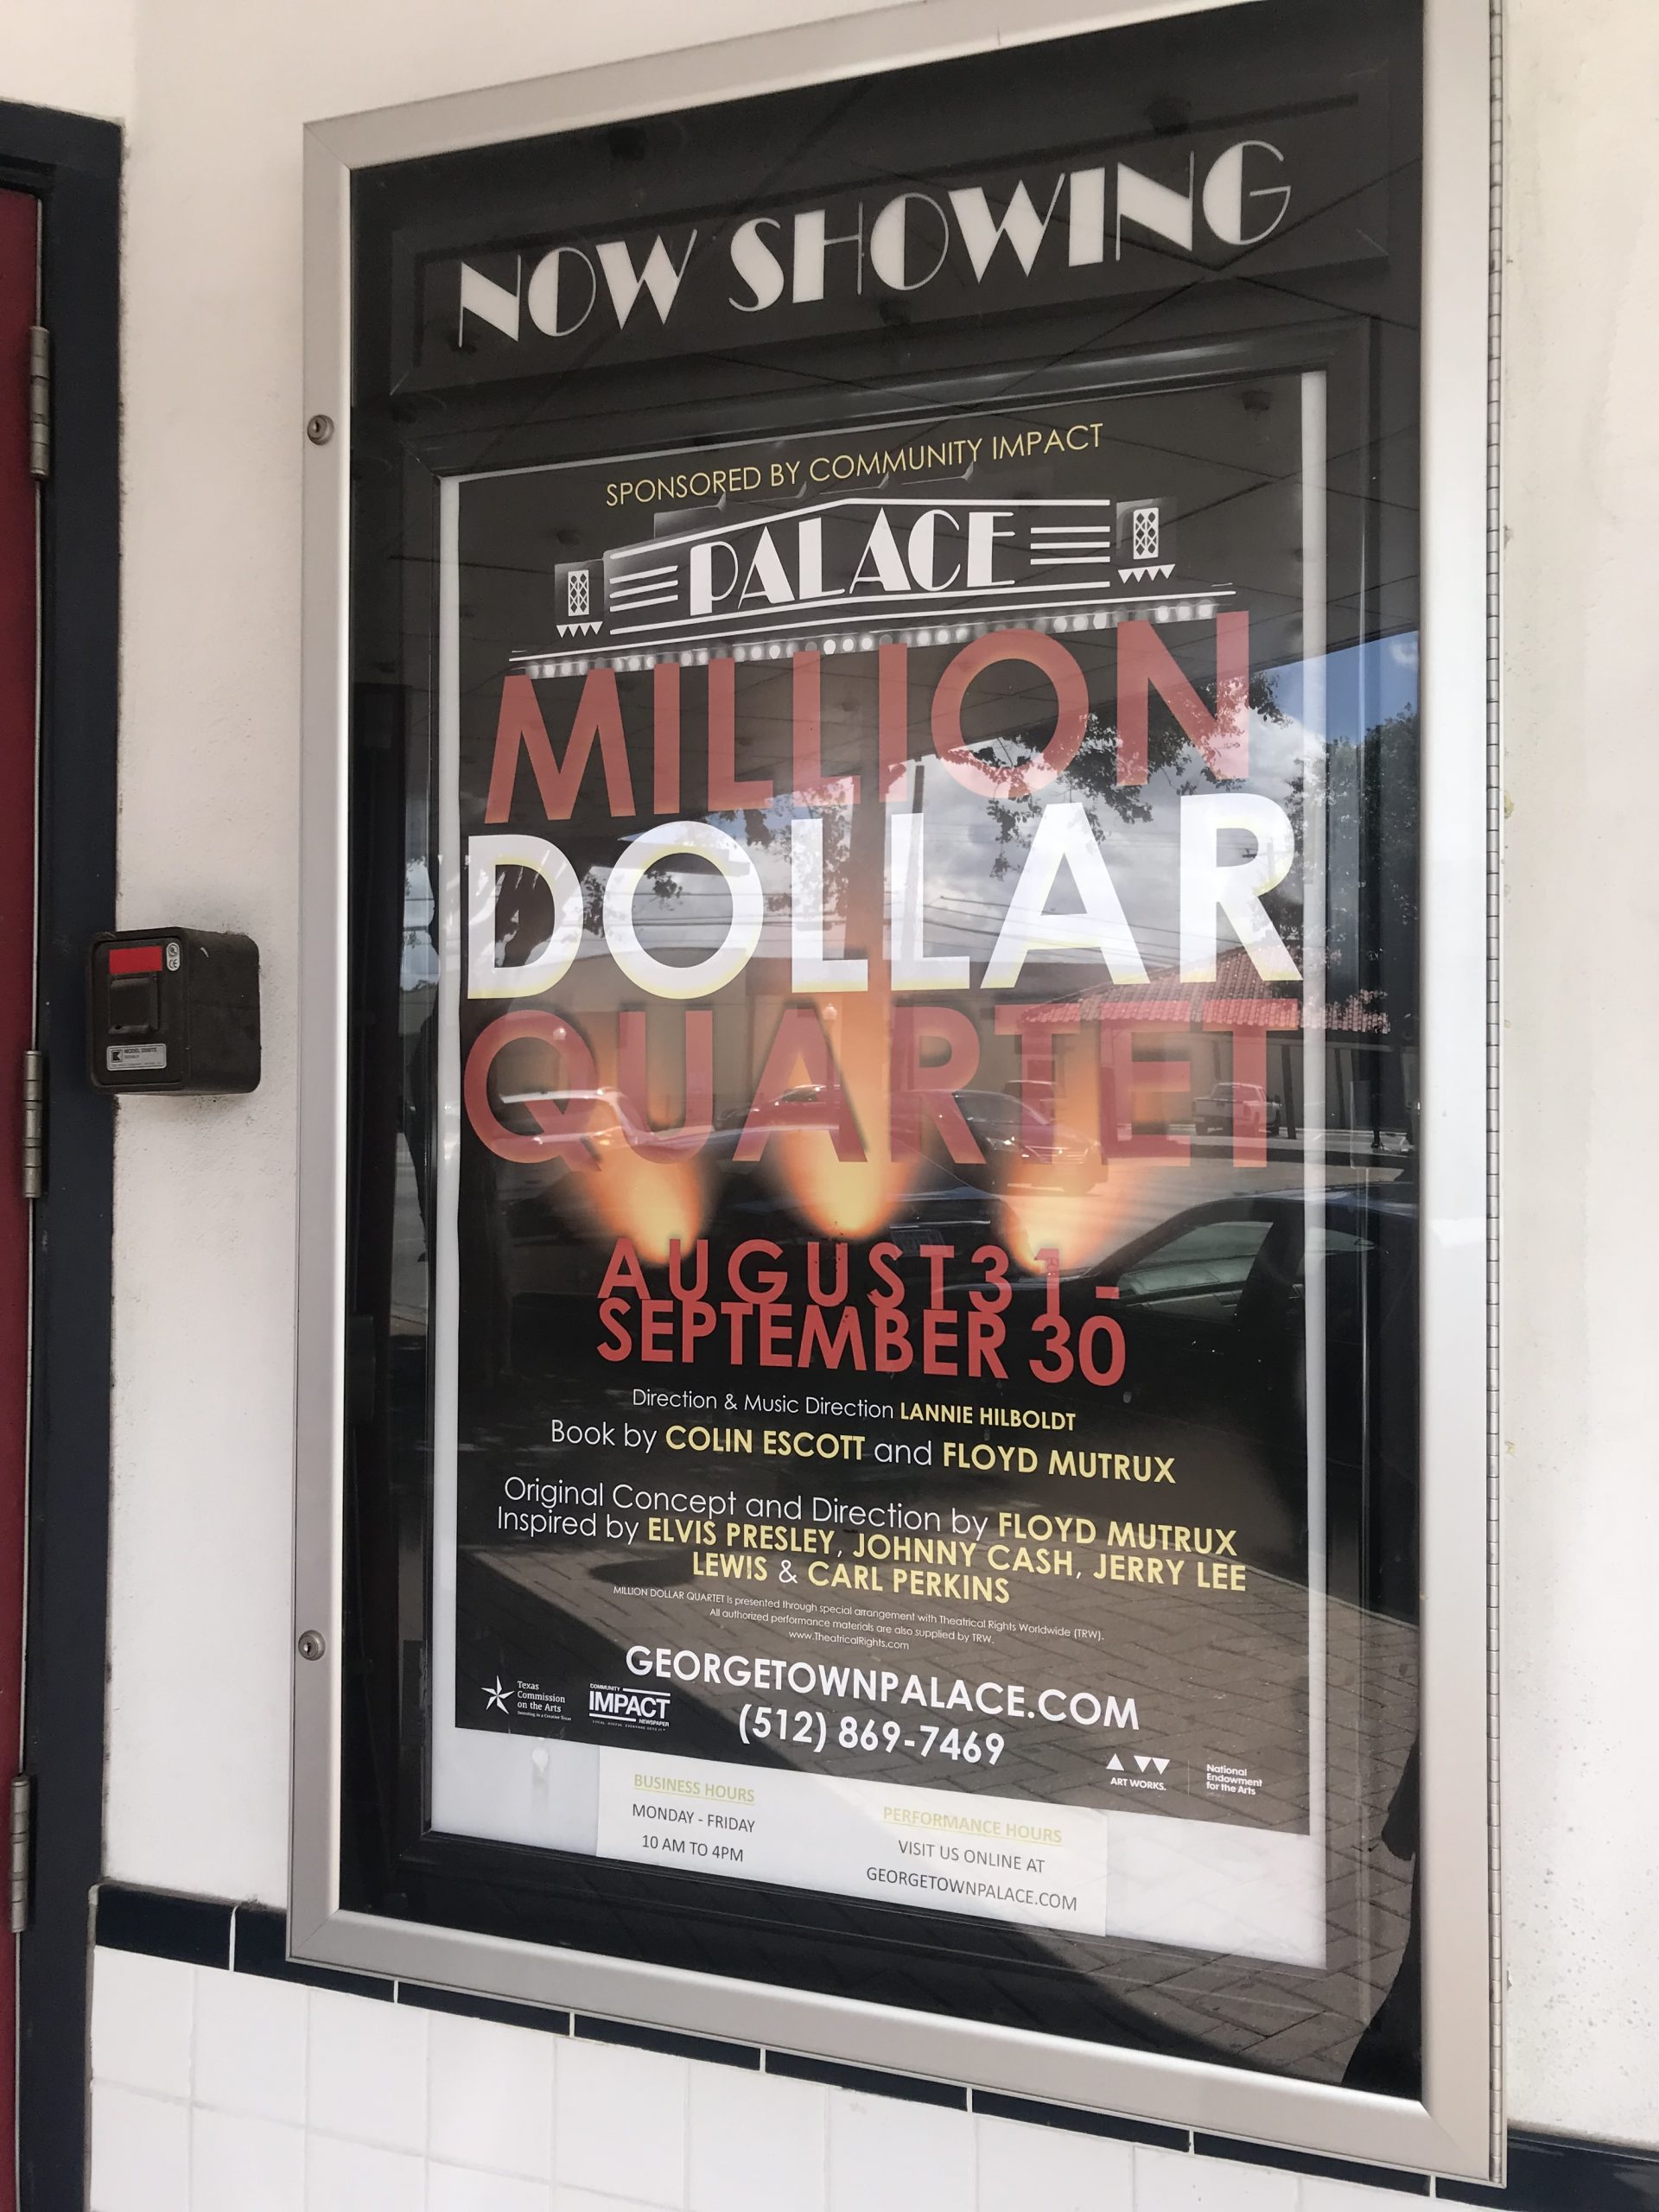 NOW SHOWING
SPONSORED BY COMMUNITY IMPACT
PALACE
MILLION
DOLLAR
QUARTET
AUGUST 31 -
SEPTEMBER 30
Direction & Music Direction LANNIE HILBOLDT
Book by COLIN ESCOTT and FLOYD MUTRUX
Original Concept and Direction by FLOYD MUTRUX
Inspired by ELVIS PRESLEY, JOHNNY CASH, JERRY LEE
LEWIS & CARL PERKINS
MILLION DOLLAR QUARTET is presented through special arrangement with Theatrical Rights Worldwide (TRW).
All authorized performance materials are also supplied by TRW.
www.TheatricalRights.com
GEORGETOWNPALACE.COM
(512) 869-7469
Texas
Commission
on the Arts
COMMUNITY
IMPACT
NEWSPAPER
ART WORKS.
National
Endowment
for the Arts
BUSINESS HOURS
MONDAY - FRIDAY
10 AM TO 4PM
PERFORMANCE HOURS
VISIT US ONLINE AT
GEORGETOWNPALACE.COM